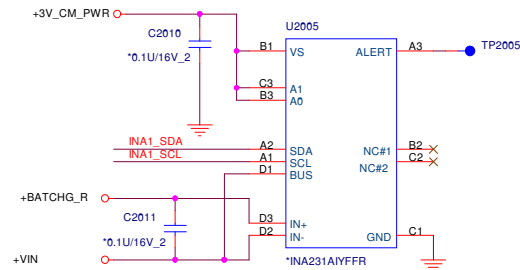 +3V_CM_PWR
C2010
*0.1U/16V_2
U2005
B1 VS ALERT A3 TP2005
C3 A1
B3 A0
INA1_SDA A2 SDA NC#1 B2
INA1_SCL A1 SCL NC#2 C2
D1 BUS
+BATCHG_R
C2011
*0.1U/16V_2
D3 IN+
D2 IN- GND C1
+VIN
*INA231AIYFFR